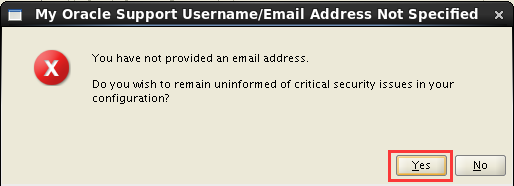 My Oracle Support Username/Email Address Not Specified
You have not provided an email address.
Do you wish to remain uninformed of critical security issues in your
configuration?
Yes No